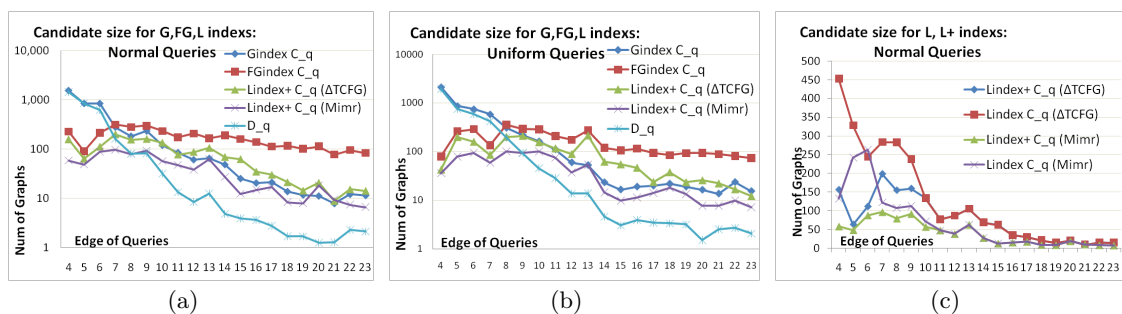 Candidate size for G,FG,L indexs:
Normal Queries
10,000
1,000
100
10
1
Num of Graphs
Gindex C_q
FGindex C_q
Lindex+ C_q (ΔTCFG)
Lindex+ C_q (Mimr)
D_q
Edge of Queries
4 5 6 7 8 9 10 11 12 13 14 15 16 17 18 19 20 21 22 23
(a)
Candidate size for G,FG,L indexs:
Uniform Queries
10000
1000
100
10
1
Num of Graphs
Gindex C_q
FGindex C_q
Lindex+ C_q (ΔTCFG)
Lindex+ C_q (Mimr)
D_q
Edge of Queries
4 5 6 7 8 9 10 11 12 13 14 15 16 17 18 19 20 21 22 23
(b)
Candidate size for L, L+ indexs:
Normal Queries
500
450
400
350
300
250
200
150
100
50
0
Num of Graphs
Lindex+ C_q (ΔTCFG)
Lindex C_q (ΔTCFG)
Lindex+ C_q (Mimr)
Lindex C_q (Mimr)
Edge of Queries
4 5 6 7 8 9 10 11 12 13 14 15 16 17 18 19 20 21 22 23
(c)